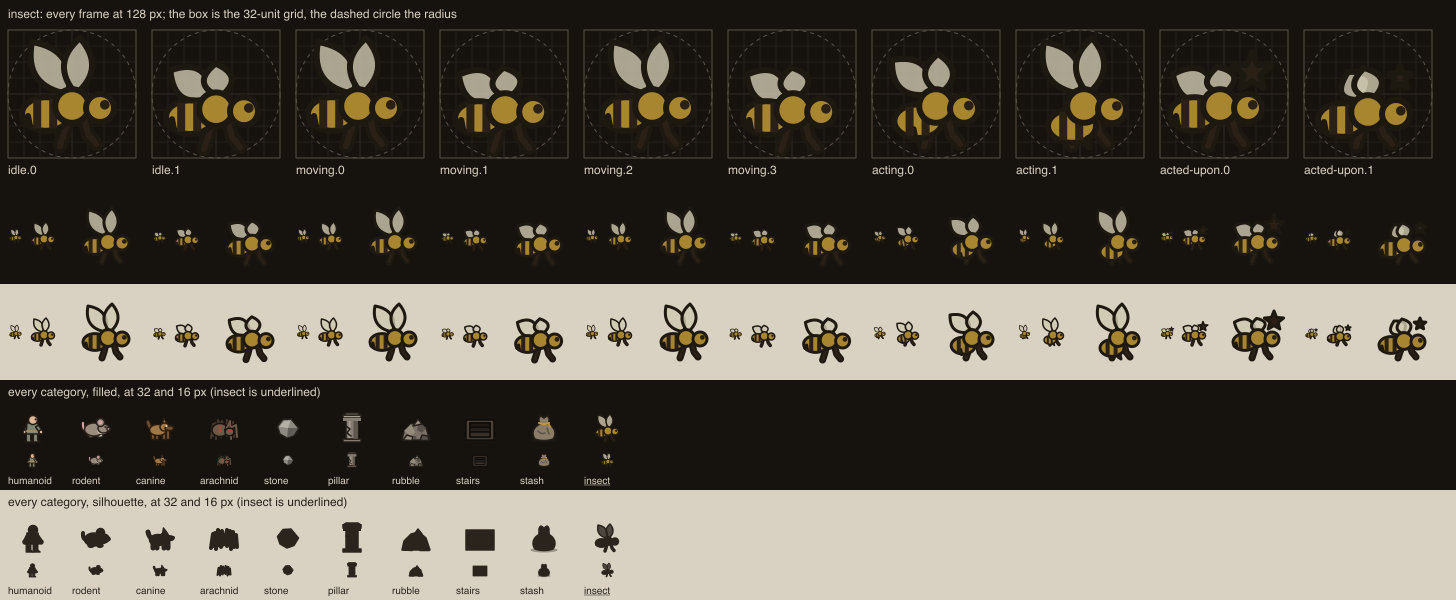 insect: every frame at 128 px; the box is the 32-unit grid, the dashed circle the radius
idle.0 idle.1 moving.0 moving.1 moving.2 moving.3 acting.0 acting.1 acted-upon.0 acted-upon.1
every category, filled, at 32 and 16 px (insect is underlined)
humanoid rodent canine arachnid stone pillar rubble stairs stash insect
every category, silhouette, at 32 and 16 px (insect is underlined)
humanoid rodent canine arachnid stone pillar rubble stairs stash insect